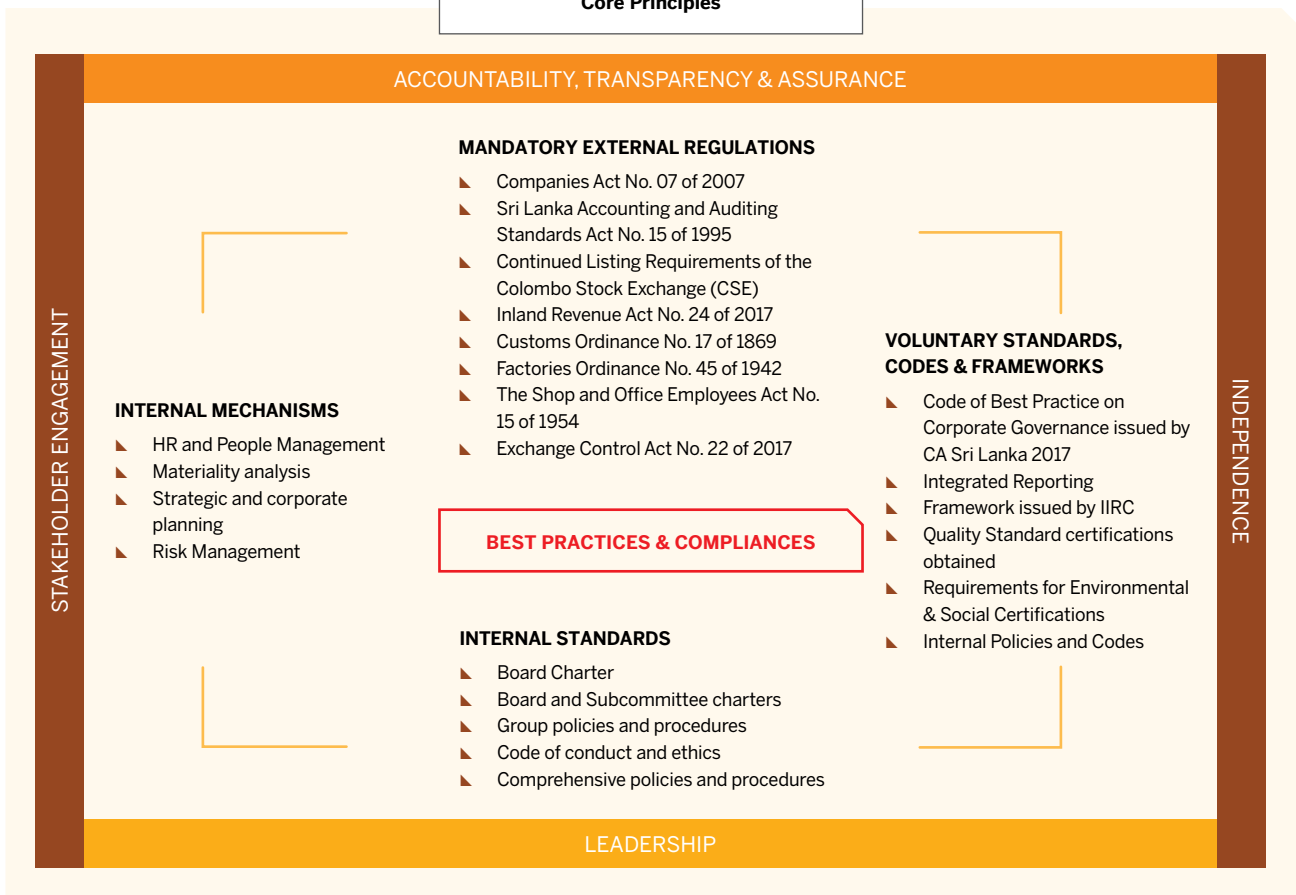 Core Principles
ACCOUNTABILITY, TRANSPARENCY & ASSURANCE
STAKEHOLDER ENGAGEMENT
MANDATORY EXTERNAL REGULATIONS
Companies Act No. 07 of 2007
Sri Lanka Accounting and Auditing
Standards Act No. 15 of 1995
Continued Listing Requirements of the
Colombo Stock Exchange (CSE)
Inland Revenue Act No. 24 of 2017
Customs Ordinance No. 17 of 1869
Factories Ordinance No. 45 of 1942
The Shop and Office Employees Act No.
15 of 1954
Exchange Control Act No. 22 of 2017
INTERNAL MECHANISMS
HR and People Management
Materiality analysis
Strategic and corporate
planning
Risk Management
BEST PRACTICES & COMPLIANCES
VOLUNTARY STANDARDS,
CODES & FRAMEWORKS
Code of Best Practice on
Corporate Governance issued by
CA Sri Lanka 2017
Integrated Reporting
Framework issued by IIRC
Quality Standard certifications
obtained
Requirements for Environmental
& Social Certifications
Internal Policies and Codes
INTERNAL STANDARDS
Board Charter
Board and Subcommittee charters
Group policies and procedures
Code of conduct and ethics
Comprehensive policies and procedures
INDEPENDENCE
LEADERSHIP